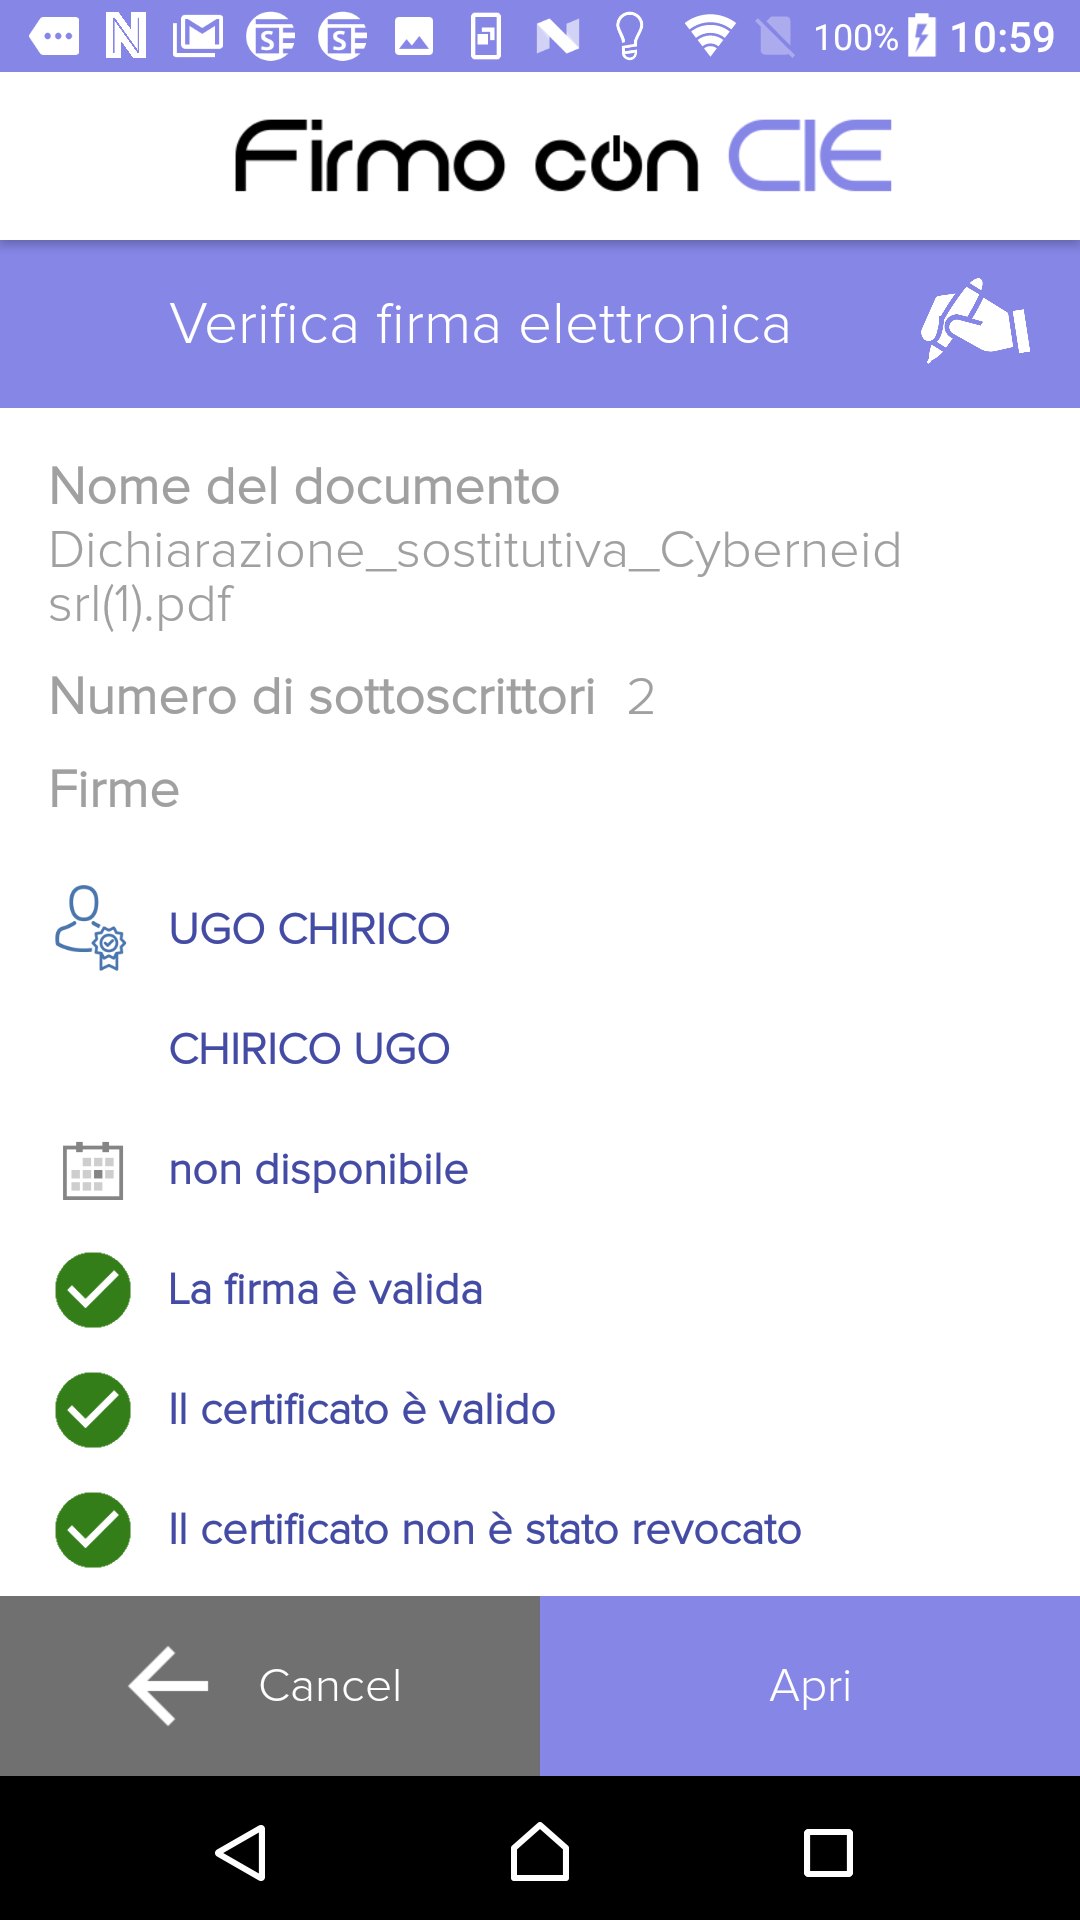 100% 10:59
Firmo con CIE
Verifica firma elettronica
Nome del documento
Dichiarazione_sostitutiva_Cyberneid
srl(1).pdf
Numero di sottoscrittori 2
Firme
UGO CHIRICO
CHIRICO UGO
non disponibile
La firma è valida
Il certificato è valido
Il certificato non è stato revocato
Cancel
Apri